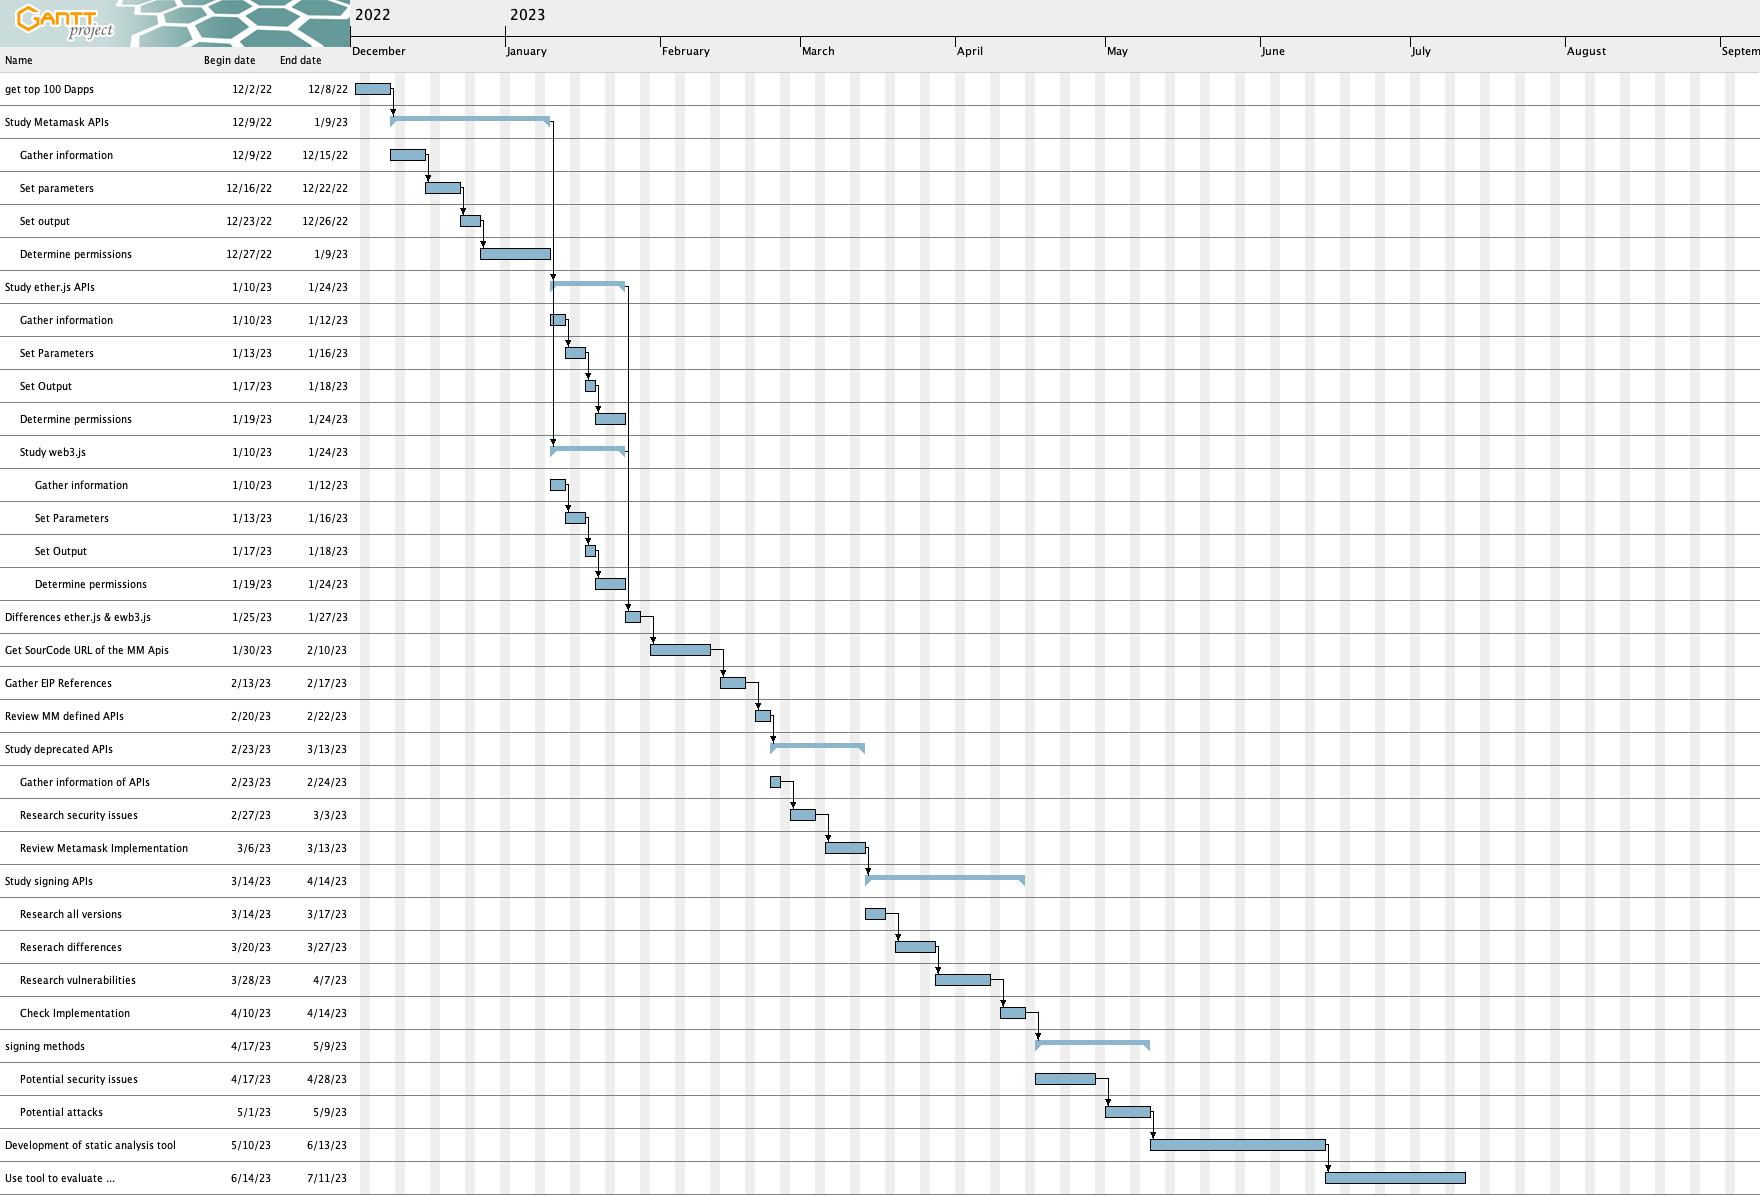 GANTT
project
2022 2023
December January February March April May June July August Septem
Name Begin date End date
get top 100 Dapps 12/2/22 12/8/22
Study Metamask APIs 12/9/22 1/9/23
Gather information 12/9/22 12/15/22
Set parameters 12/16/22 12/22/22
Set output 12/23/22 12/26/22
Determine permissions 12/27/22 1/9/23
Study ether.js APIs 1/10/23 1/24/23
Gather information 1/10/23 1/12/23
Set Parameters 1/13/23 1/16/23
Set Output 1/17/23 1/18/23
Determine permissions 1/19/23 1/24/23
Study web3.js 1/10/23 1/24/23
Gather information 1/10/23 1/12/23
Set Parameters 1/13/23 1/16/23
Set Output 1/17/23 1/18/23
Determine permissions 1/19/23 1/24/23
Differences ether.js & ewb3.js 1/25/23 1/27/23
Get SourCode URL of the MM Apis 1/30/23 2/10/23
Gather EIP References 2/13/23 2/17/23
Review MM defined APIs 2/20/23 2/22/23
Study deprecated APIs 2/23/23 3/13/23
Gather information of APIs 2/23/23 2/24/23
Research security issues 2/27/23 3/3/23
Review Metamask Implementation 3/6/23 3/13/23
Study signing APIs 3/14/23 4/14/23
Research all versions 3/14/23 3/17/23
Reserach differences 3/20/23 3/27/23
Research vulnerabilities 3/28/23 4/7/23
Check Implementation 4/10/23 4/14/23
signing methods 4/17/23 5/9/23
Potential security issues 4/17/23 4/28/23
Potential attacks 5/1/23 5/9/23
Development of static analysis tool 5/10/23 6/13/23
Use tool to evaluate ... 6/14/23 7/11/23